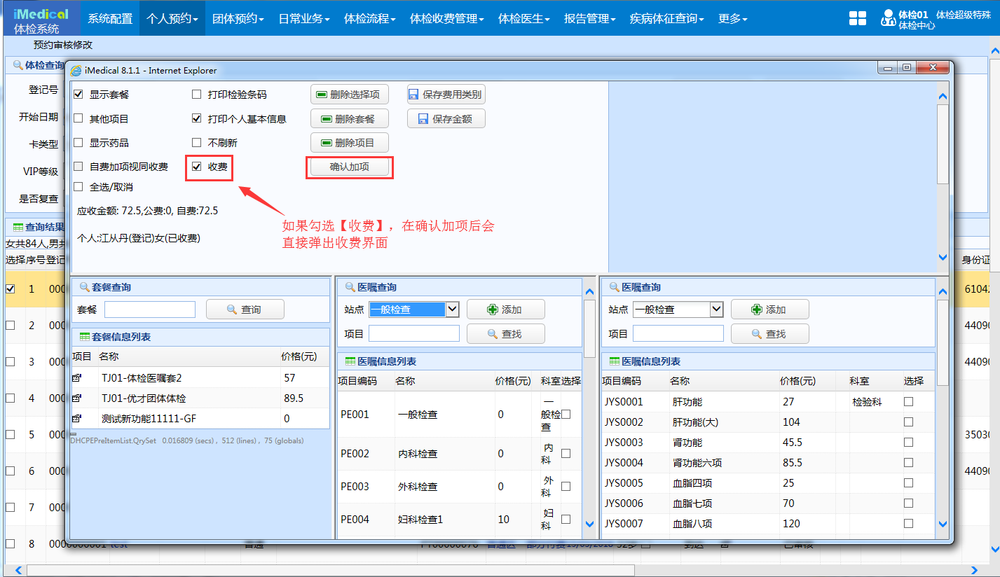 iMedical
体检系统
系统配置 个人预约 团体预约 日常业务 体检流程 体检收费管理 体检医生 报告管理 疾病体征查询 更多
体检01 体检超级特殊
体检中心
预约审核修改
体检查询
登记号
开始日期
卡类型
VIP等级
是否复查
查询结果
女共84人,男共
选择 序号 登记
身份证
1 000 6104
2 000 4409
3 000 4409
4 000
5 000 3503
6 000 4409
7 000
8
iMedical 8.1.1 - Internet Explorer
显示套餐 打印检验条码 删除选择项 保存费用类别
其他项目 打印个人基本信息 删除套餐 保存金额
显示药品 不刷新 删除项目
自费加项视同收费 收费 确认加项
全选/取消
应收金额: 72.5,公费:0, 自费:72.5
个人:江从丹(登记)女(已收费)
如果勾选【收费】，在确认加项后会
直接弹出收费界面
套餐查询
套餐 查询
套餐信息列表
项目 名称 价格(元)
TJ01-体检医嘱套2 57
TJ01-优才团体体检 89.5
测试新功能11111-GF 0
DHCPEPreItemList.QrySet 0.016809 (secs) , 512 (lines) , 75 (globals)
医嘱查询
站点 一般检查 添加
项目 查找
医嘱信息列表
项目编码 名称 价格(元) 科室 选择
PE001 一般检查 0 一般检查
PE002 内科检查 0 内科
PE003 外科检查 0 外科
PE004 妇科检查1 10 妇科
医嘱查询
站点 一般检查 添加
项目 查找
医嘱信息列表
项目编码 名称 价格(元) 科室 选择
JYS0001 肝功能 27 检验科
JYS0002 肝功能(大) 104
JYS0003 肾功能 45.5
JYS0004 肾功能六项 85.5
JYS0005 血脂四项 25
JYS0006 血脂七项 70
JYS0007 血脂八项 120